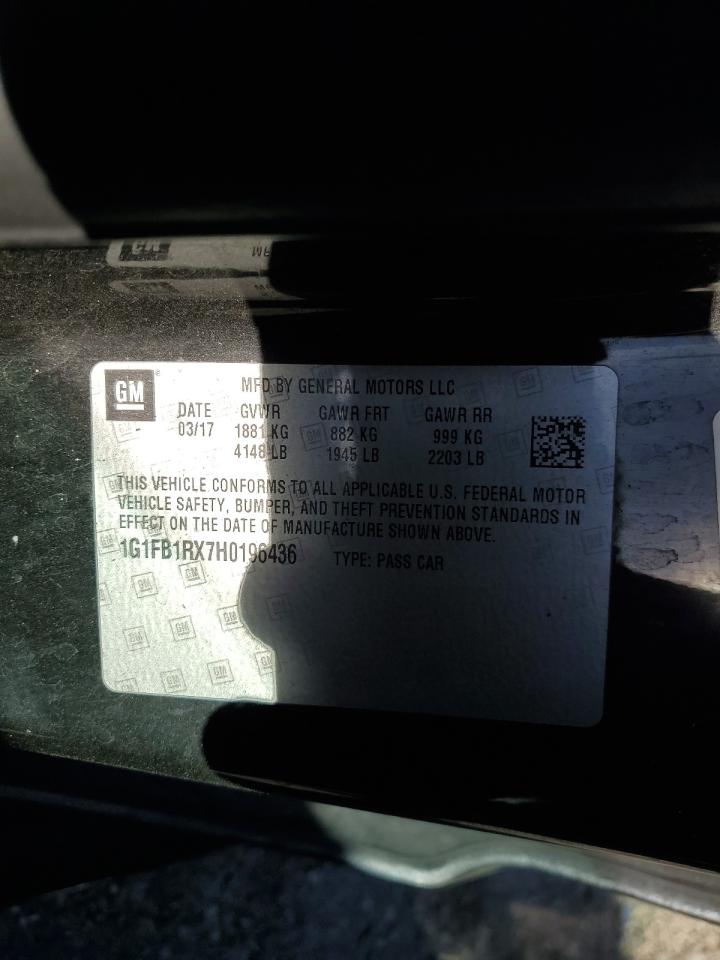 GM
MFD BY GENERAL MOTORS LLC
DATE GVWR GAWR FRT GAWR RR
03/17 1881 KG 882 KG 999 KG
4148 LB 1945 LB 2203 LB
THIS VEHICLE CONFORMS TO ALL APPLICABLE U.S. FEDERAL MOTOR
VEHICLE SAFETY, BUMPER, AND THEFT PREVENTION STANDARDS IN
EFFECT ON THE DATE OF MANUFACTURE SHOWN ABOVE.
1G1FB1RX7H0196436 TYPE: PASS CAR